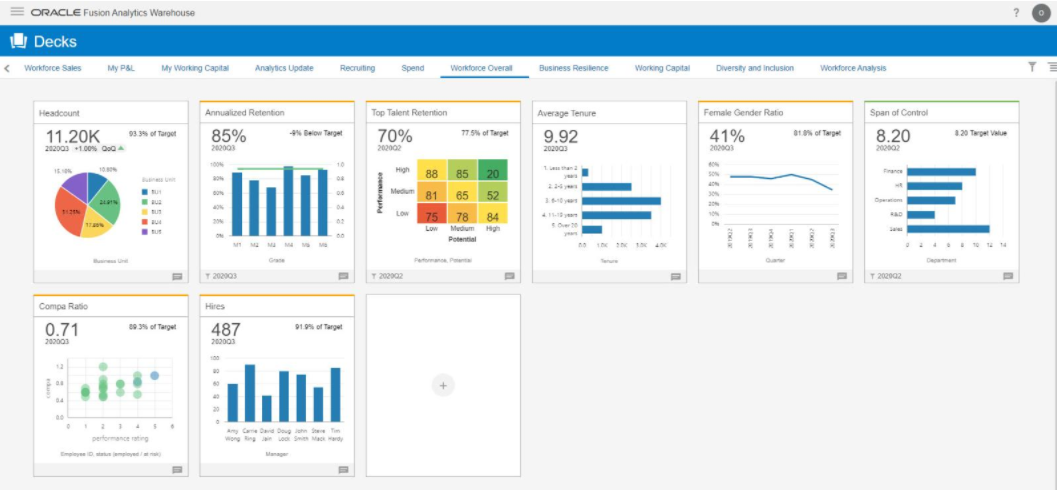 ORACLE Fusion Analytics Warehouse
?
O
Decks
Workforce Sales My P&L My Working Capital Analytics Update Recruiting Spend Workforce Overall Business Resilience Working Capital Diversity and Inclusion Workforce Analysis
Headcount
11.20K 93.3% of Target
2020Q3 +1.00% QoQ
15.10%
31.25%
Business Unit
BU1
BU2
BU3
BU4
BU5
Business Unit
Annualized Retention
85% -9% Below Target
2020Q3
100% 1.0
80% 0.8
60% 0.6
40% 0.4
20% 0.2
0% 0.0
M1 M2 M3 M4 M5 M6
Grade
2020Q3
Top Talent Retention
70% 77.5% of Target
2020Q2
Performance
High 88 85 20
Medium 81 65 52
Low 75 78 84
Low Medium High
Potential
Performance, Potential
2020Q2
Average Tenure
9.92
2020Q3
1. Less than 2 years
2. 2-5 years
3. 6-10 years
4. 11-19 years
5. Over 20 years
0.0 1.0K 2.0K 3.0K 4.0K
Tenure
Female Gender Ratio
41% 81.8% of Target
2020Q3
60%
50%
40%
30%
20%
10%
0%
2019Q2 2019Q3 2019Q4 2020Q1 2020Q2 2020Q3
Quarter
Span of Control
8.20 8.20 Target Value
2020Q2
Finance
HR
Operations
R&D
Sales
0 2 4 6 8 10 12 14
Department
2020Q2
Compa Ratio
0.71 89.3% of Target
2020Q3
compa
1.2
0.8
0.4
0.0
0 1 2 3 4 5 6
performance rating
Employee ID, status (employed / at risk)
Hires
487 91.9% of Target
2020Q3
100
80
60
40
20
0
Amy Wong Carrie Ring David Jain Doug Lock John Smith Steve Mack Tim Hardy
Manager
+